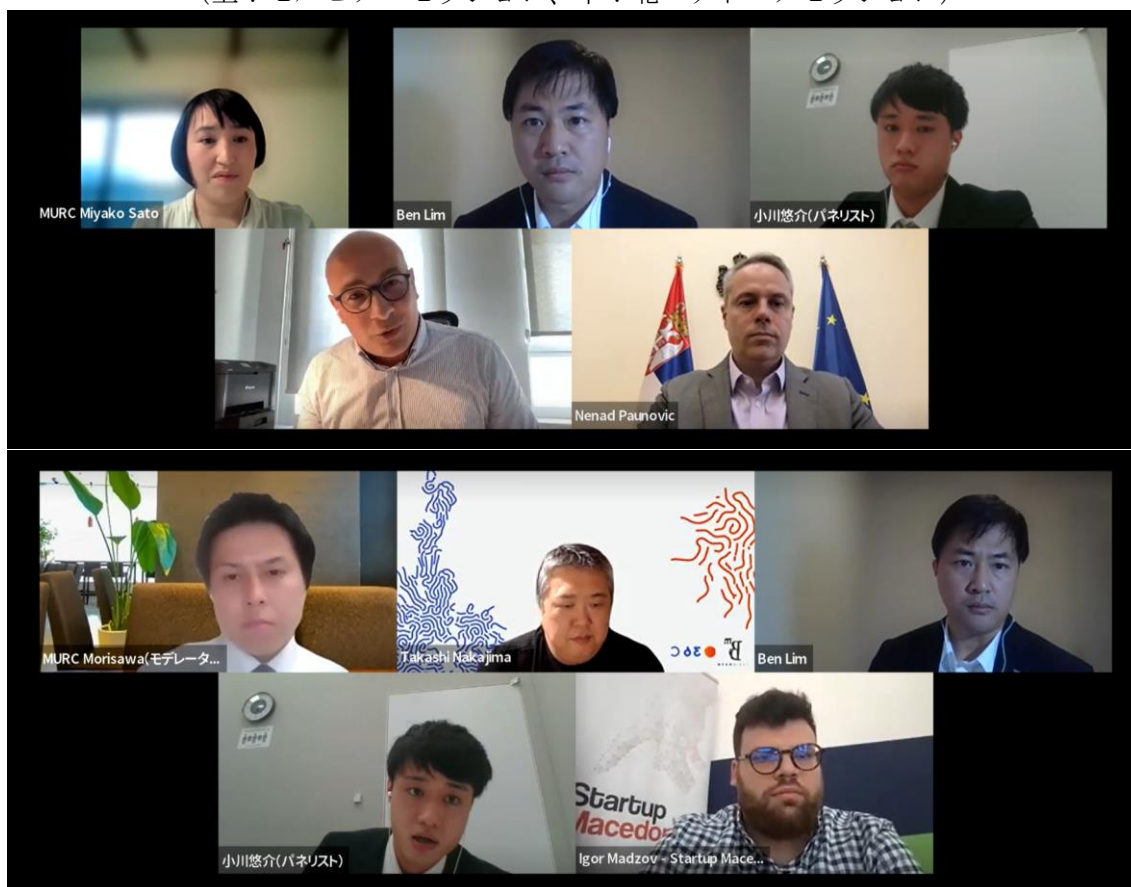 MURC Miyako Sato
Ben Lim
小川悠介(パネリスト)
Nenad Paunovic
MURC Morisawa(モデレータ...
Takashi Nakajima
Ben Lim
小川悠介(パネリスト)
Startup
Macedo
Igor Madzov - Startup Mace...